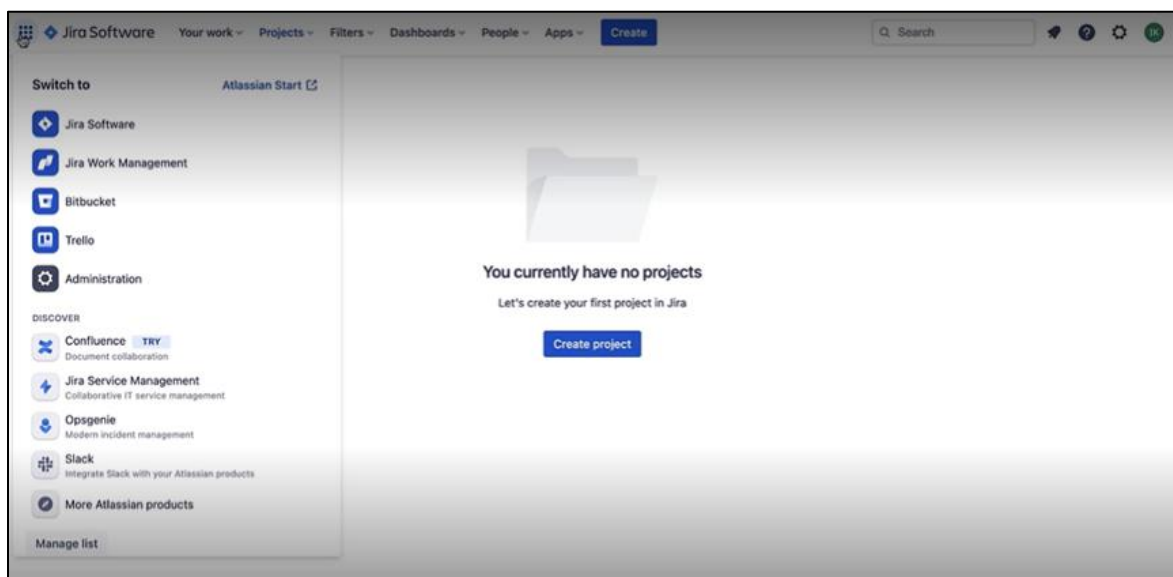 Jira Software Your work Projects Filters Dashboards People Apps Create Search JK
Switch to Atlassian Start
Jira Software
Jira Work Management
Bitbucket
Trello
Administration
DISCOVER
Confluence TRY
Document collaboration
Jira Service Management
Collaborative IT service management
Opsgenie
Modern incident management
Slack
Integrate Slack with your Atlassian products
More Atlassian products
Manage list
You currently have no projects
Let's create your first project in Jira
Create project